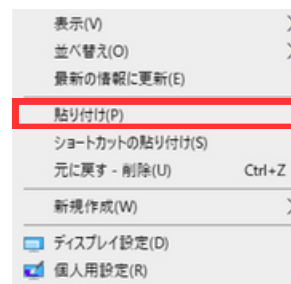 表示(V)
並べ替え(O)
最新の情報に更新(E)
貼り付け(P)
ショートカットの貼り付け(S)
元に戻す - 削除(U) Ctrl+Z
新規作成(W)
ディスプレイ設定(D)
個人用設定(R)